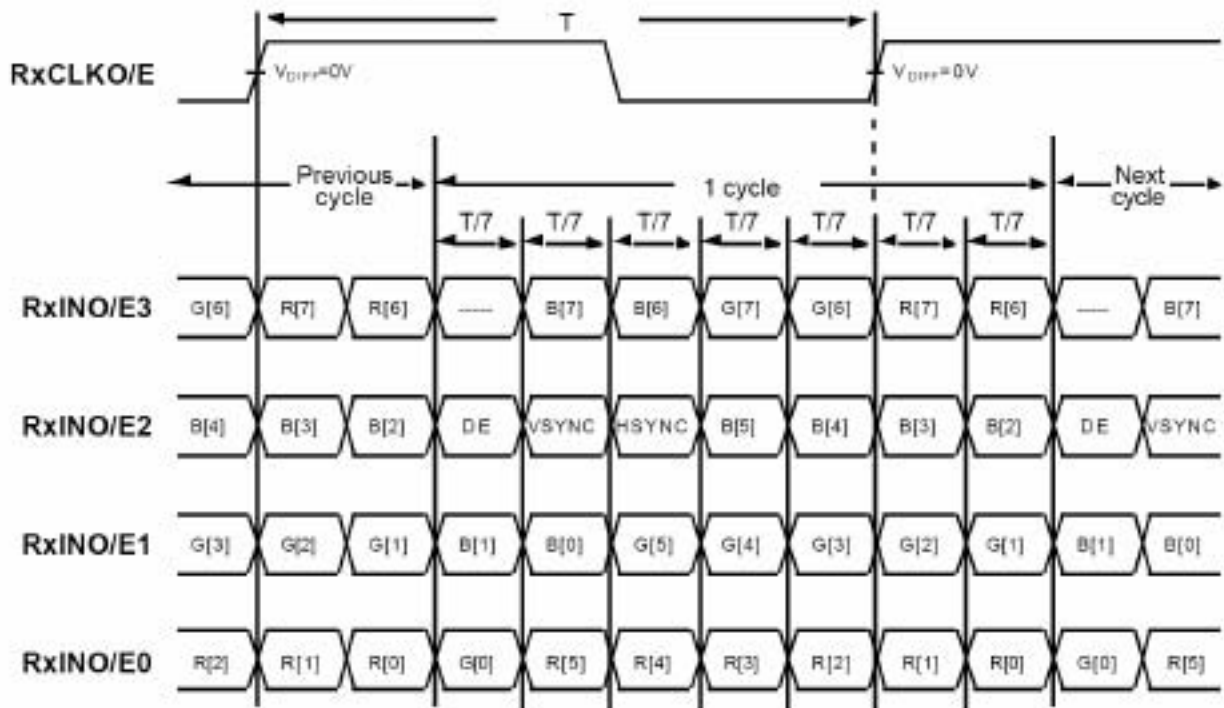 T
RxCLKO/E VDIFF=0V VDIFF=0V
Previous cycle 1 cycle Next cycle
T/7 T/7 T/7 T/7 T/7 T/7 T/7
RxINO/E3 G[6] R[7] R[6] ----- B[7] B[6] G[7] G[6] R[7] R[6] ----- B[7]
RxINO/E2 B[4] B[3] B[2] DE VSYNC HSYNC B[5] B[4] B[3] B[2] DE VSYNC
RxINO/E1 G[3] G[2] G[1] B[1] B[0] G[5] G[4] G[3] G[2] G[1] B[1] B[0]
RxINO/E0 R[2] R[1] R[0] G[0] R[5] R[4] R[3] R[2] R[1] R[0] G[0] R[5]